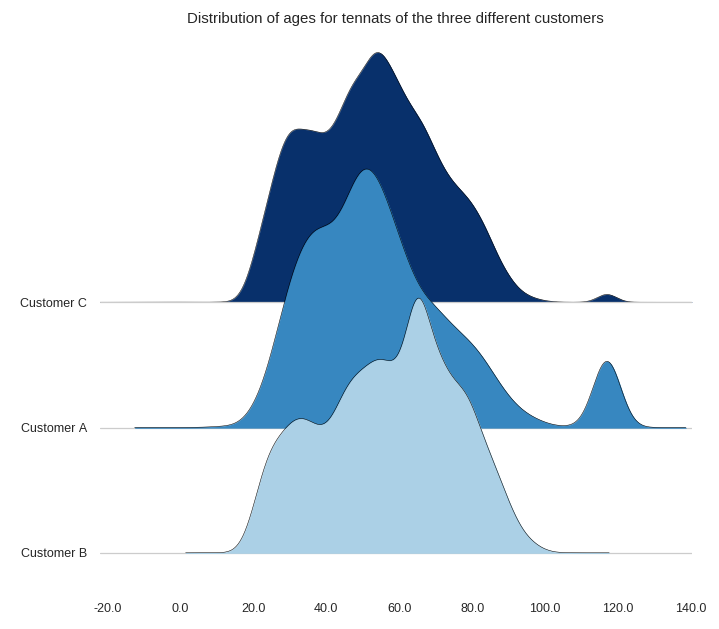 Distribution of ages for tennats of the three different customers
Customer C
Customer A
Customer B
-20.0 0.0 20.0 40.0 60.0 80.0 100.0 120.0 140.0